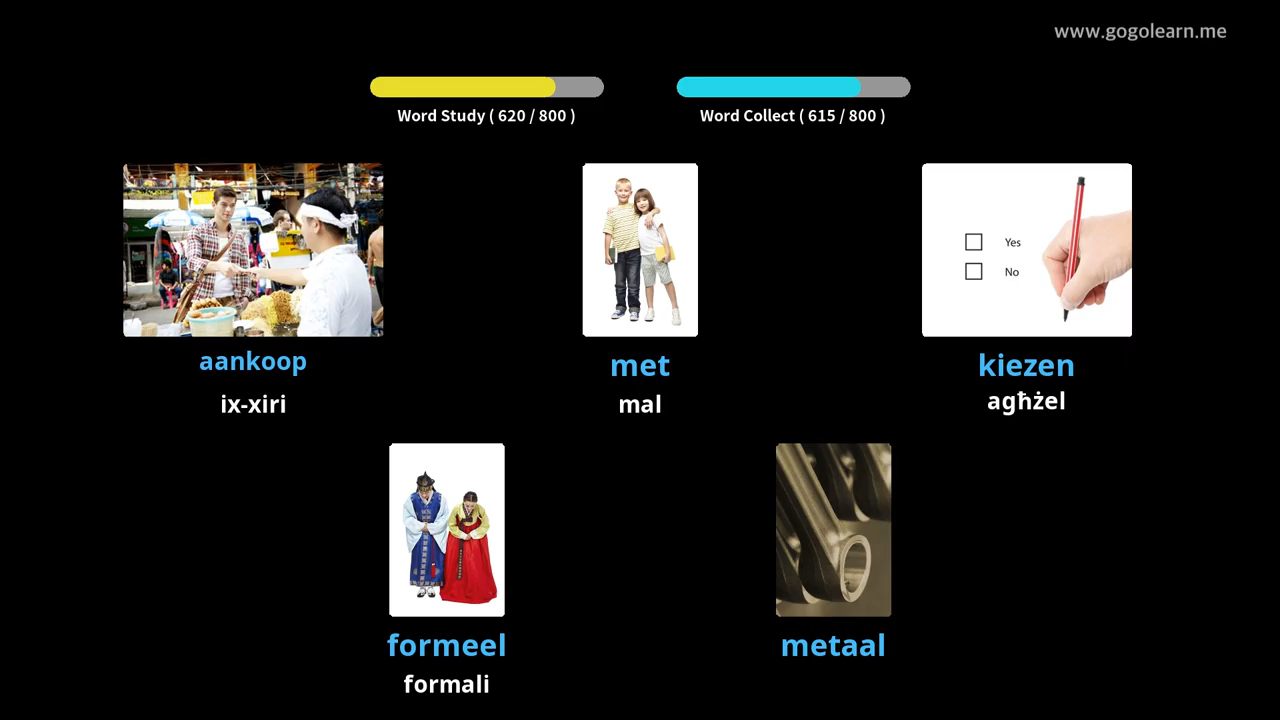 www.gogolearn.me
Word Study ( 620 / 800 )
Word Collect ( 615 / 800 )
Yes
No
aankoop
met
kiezen
ix-xiri
mal
agħżel
formeel
metaal
formali